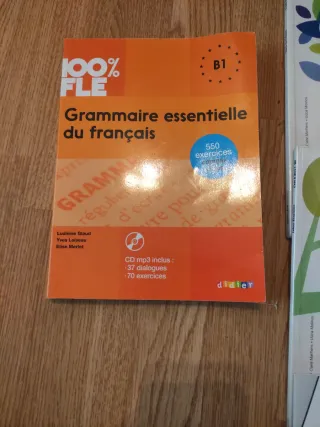 100%
FLE
B1
Grammaire essentielle
du français
550
exercices
GRAMM
Ludivine Glaud
Yves Loiseau
Elise Merlet
CD mp3 inclus :
37 dialogues
70 exercices
didier